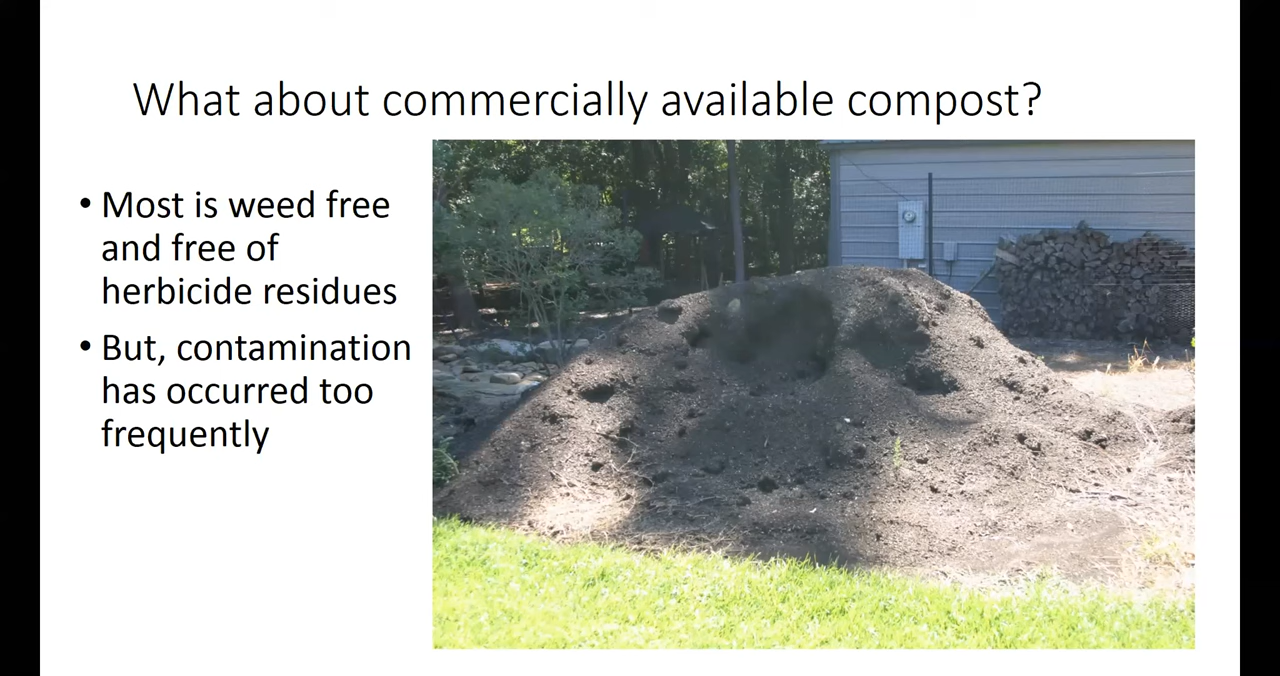 What about commercially available compost?
• Most is weed free
and free of
herbicide residues
• But, contamination
has occurred too
frequently